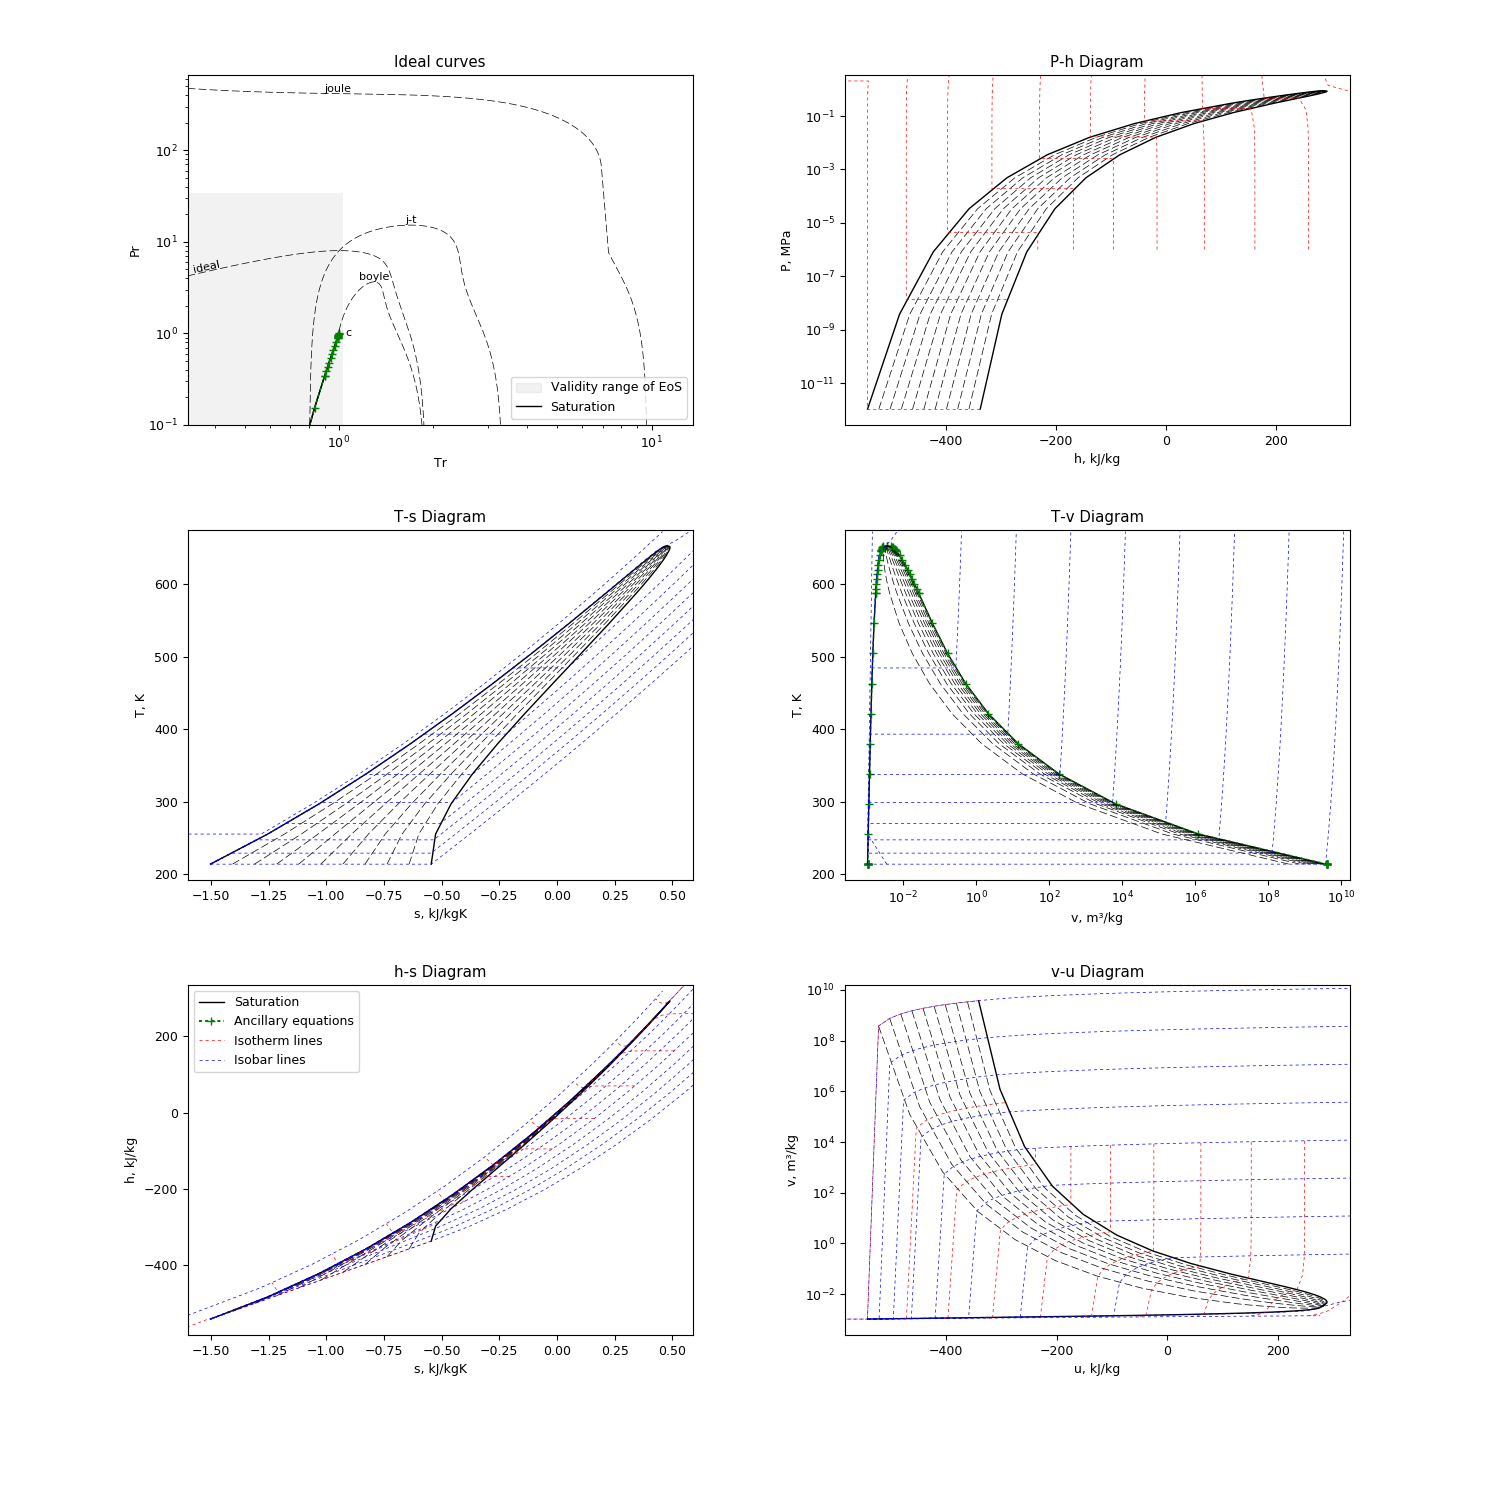 Ideal curves
Pr
10²
10¹
10⁰
10⁻¹
joule
j-t
ideal
boyle
c
Validity range of EoS
Saturation
10⁰ 10¹
Tr
P-h Diagram
P, MPa
10⁻¹
10⁻³
10⁻⁵
10⁻⁷
10⁻⁹
10⁻¹¹
−400 −200 0 200
h, kJ/kg
T-s Diagram
T, K
600
500
400
300
200
−1.50 −1.25 −1.00 −0.75 −0.50 −0.25 0.00 0.25 0.50
s, kJ/kgK
T-v Diagram
T, K
600
500
400
300
200
10⁻² 10⁰ 10² 10⁴ 10⁶ 10⁸ 10¹⁰
v, m³/kg
h-s Diagram
h, kJ/kg
200
0
−200
−400
Saturation
Ancillary equations
Isotherm lines
Isobar lines
−1.50 −1.25 −1.00 −0.75 −0.50 −0.25 0.00 0.25 0.50
s, kJ/kgK
v-u Diagram
v, m³/kg
10¹⁰
10⁸
10⁶
10⁴
10²
10⁰
10⁻²
−400 −200 0 200
u, kJ/kg